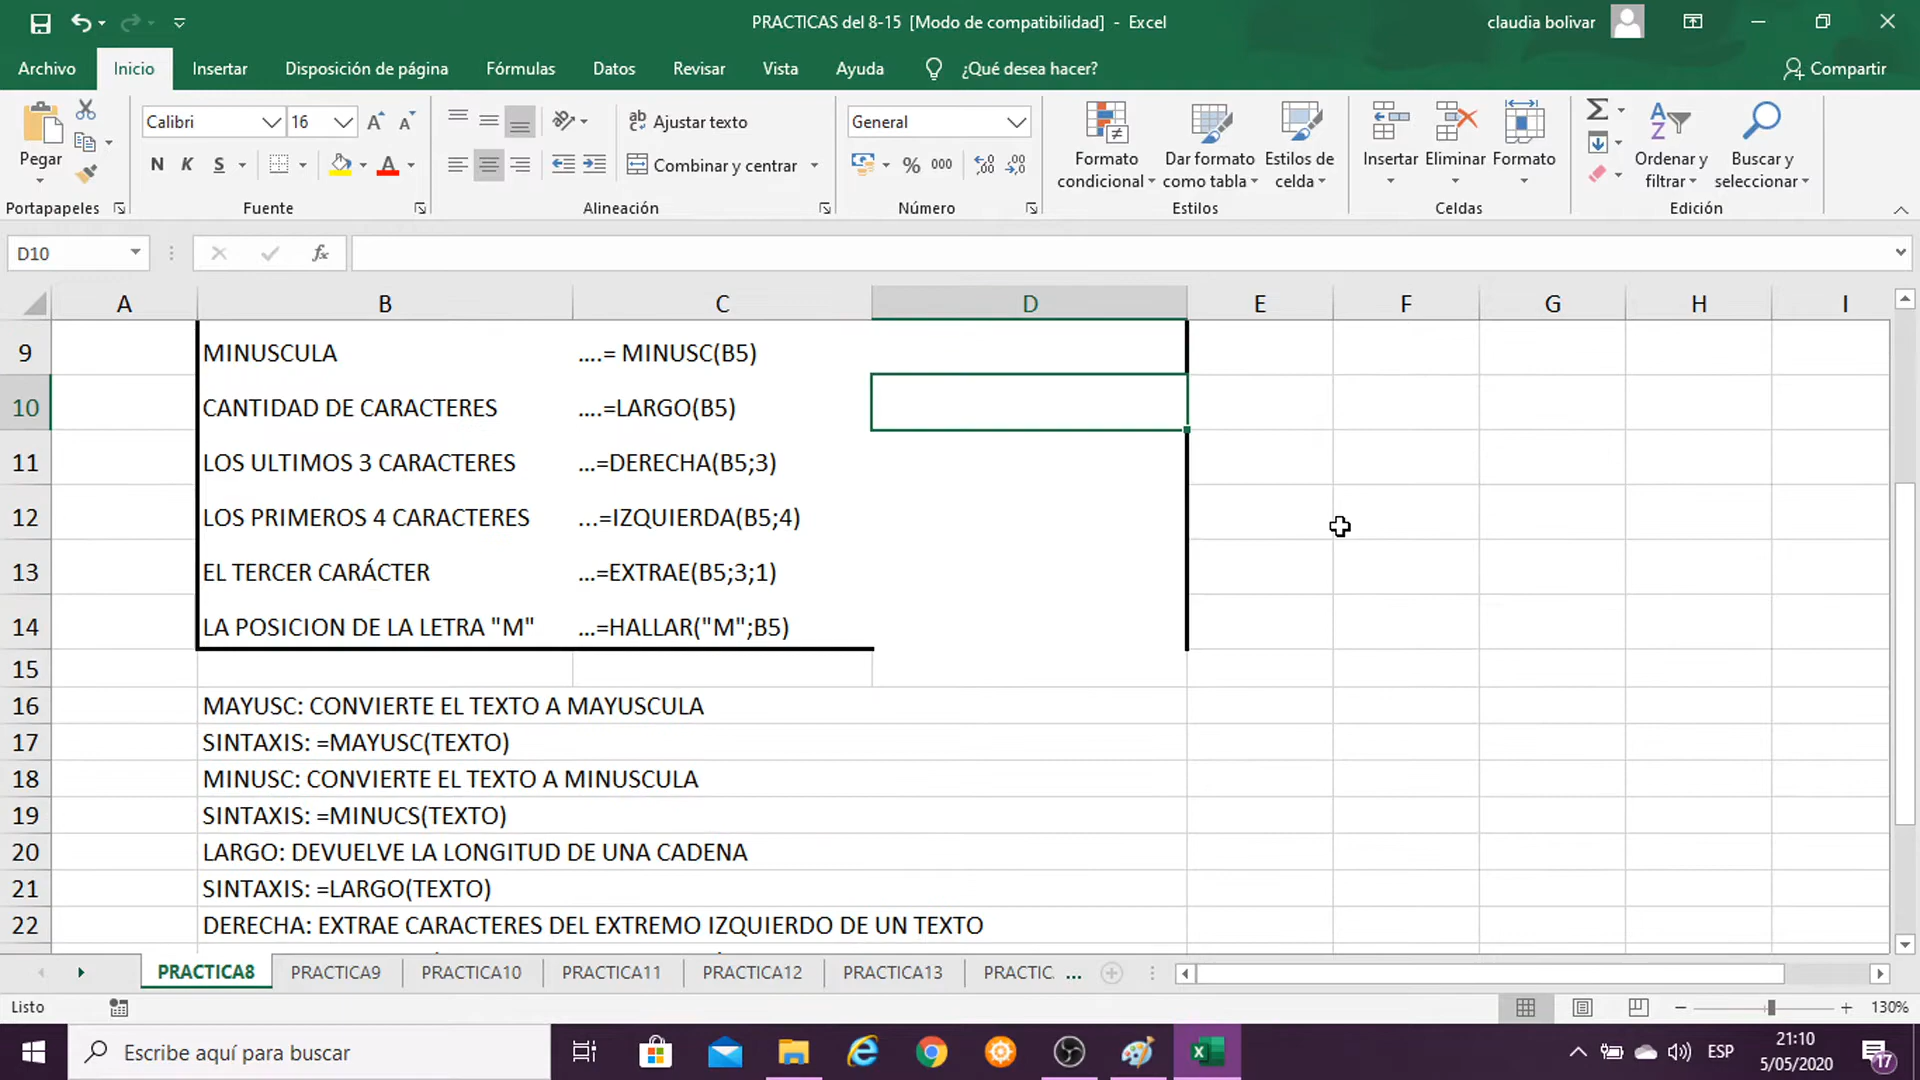 PRACTICAS del 8-15 [Modo de compatibilidad] - Excel
claudia bolivar
Archivo Inicio Insertar Disposición de página Fórmulas Datos Revisar Vista Ayuda ¿Qué desea hacer? Compartir
Pegar
Calibri 16
N K S
Ajustar texto
Combinar y centrar
General
% 000
Formato condicional
Dar formato como tabla
Estilos de celda
Insertar Eliminar Formato
Ordenar y filtrar
Buscar y seleccionar
Portapapeles Fuente Alineación Número Estilos Celdas Edición
D10 fx
A B C D E F G H I
9 MINUSCULA ....= MINUSC(B5)
10 CANTIDAD DE CARACTERES ....=LARGO(B5)
11 LOS ULTIMOS 3 CARACTERES ...=DERECHA(B5;3)
12 LOS PRIMEROS 4 CARACTERES ...=IZQUIERDA(B5;4)
13 EL TERCER CARÁCTER ...=EXTRAE(B5;3;1)
14 LA POSICION DE LA LETRA "M" ...=HALLAR("M";B5)
15
16 MAYUSC: CONVIERTE EL TEXTO A MAYUSCULA
17 SINTAXIS: =MAYUSC(TEXTO)
18 MINUSC: CONVIERTE EL TEXTO A MINUSCULA
19 SINTAXIS: =MINUCS(TEXTO)
20 LARGO: DEVUELVE LA LONGITUD DE UNA CADENA
21 SINTAXIS: =LARGO(TEXTO)
22 DERECHA: EXTRAE CARACTERES DEL EXTREMO IZQUIERDO DE UN TEXTO
PRACTICA8 PRACTICA9 PRACTICA10 PRACTICA11 PRACTICA12 PRACTICA13 PRACTIC. ...
Listo 130%
Escribe aquí para buscar
ESP
21:10
5/05/2020
17